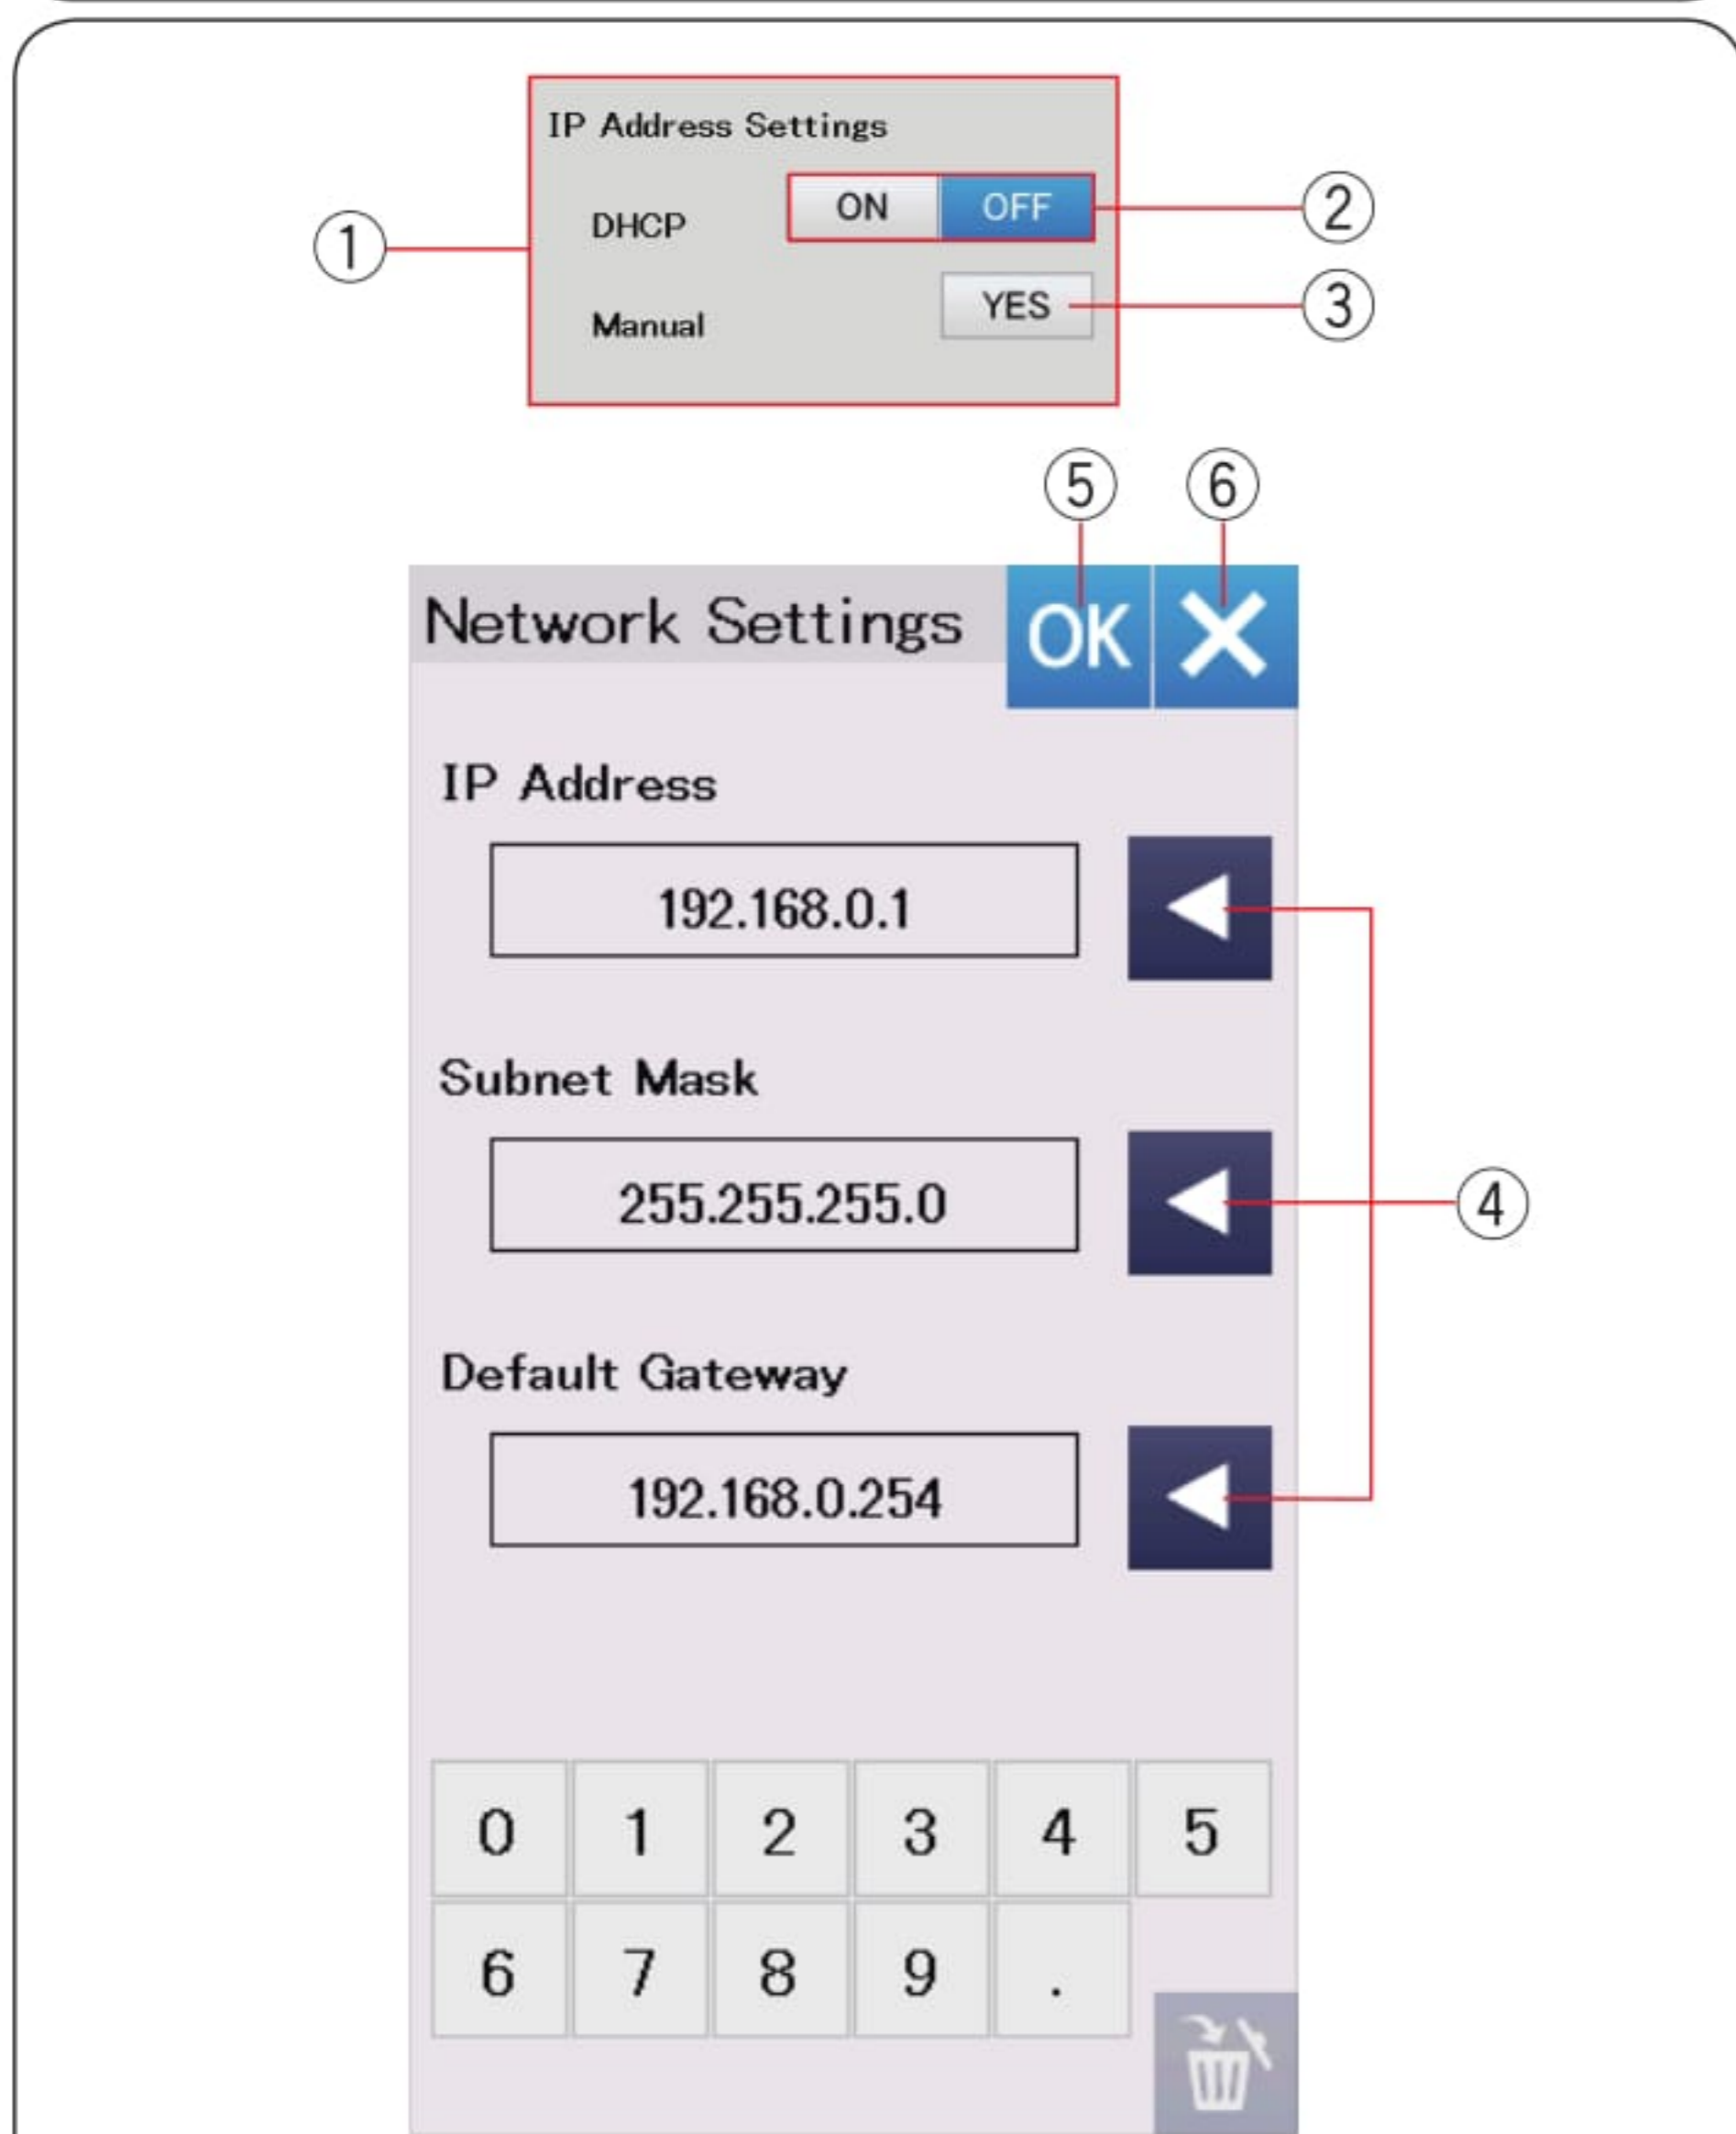 IP Address Settings
① DHCP ON OFF ②
Manual YES ③
⑤ ⑥
Network Settings OK
IP Address
192.168.0.1
Subnet Mask
255.255.255.0
④
Default Gateway
192.168.0.254
0 1 2 3 4 5
6 7 8 9 .